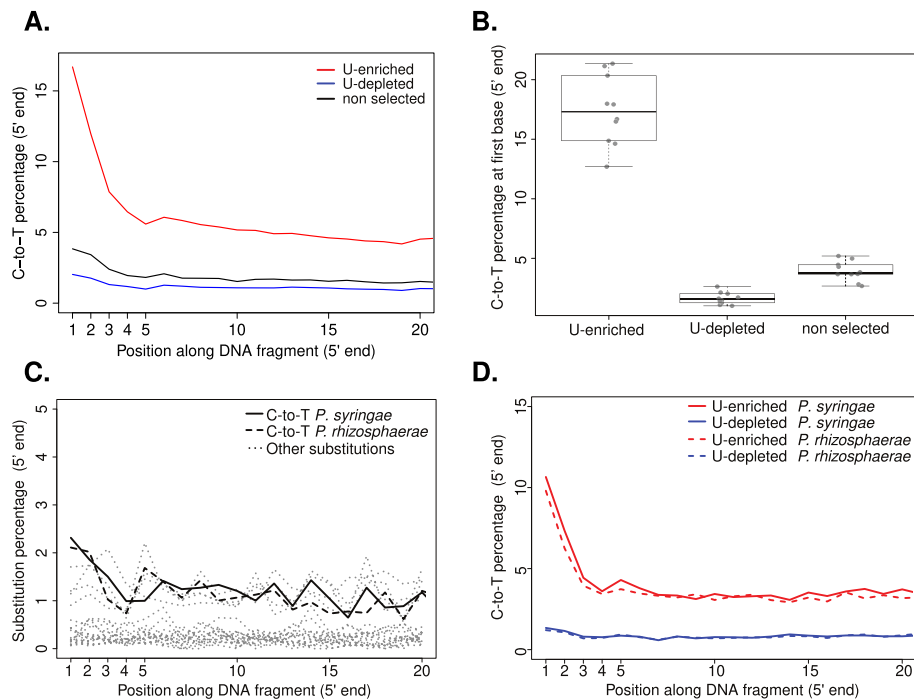 A.
C-to-T percentage (5' end)
15
10
5
0
U-enriched
U-depleted
non selected
1 2 3 4 5 10 15 20
Position along DNA fragment (5' end)
B.
C-to-T percentage at first base (5' end)
20
15
10
5
U-enriched U-depleted non selected
C.
Substitution percentage (5' end)
5
4
3
2
1
0
C-to-T P. syringae
C-to-T P. rhizosphaerae
Other substitutions
1 2 3 4 5 10 15 20
Position along DNA fragment (5' end)
D.
C-to-T percentage (5' end)
15
10
5
0
U-enriched P. syringae
U-depleted P. syringae
U-enriched P. rhizosphaerae
U-depleted P. rhizosphaerae
1 2 3 4 5 10 15 20
Position along DNA fragment (5' end)